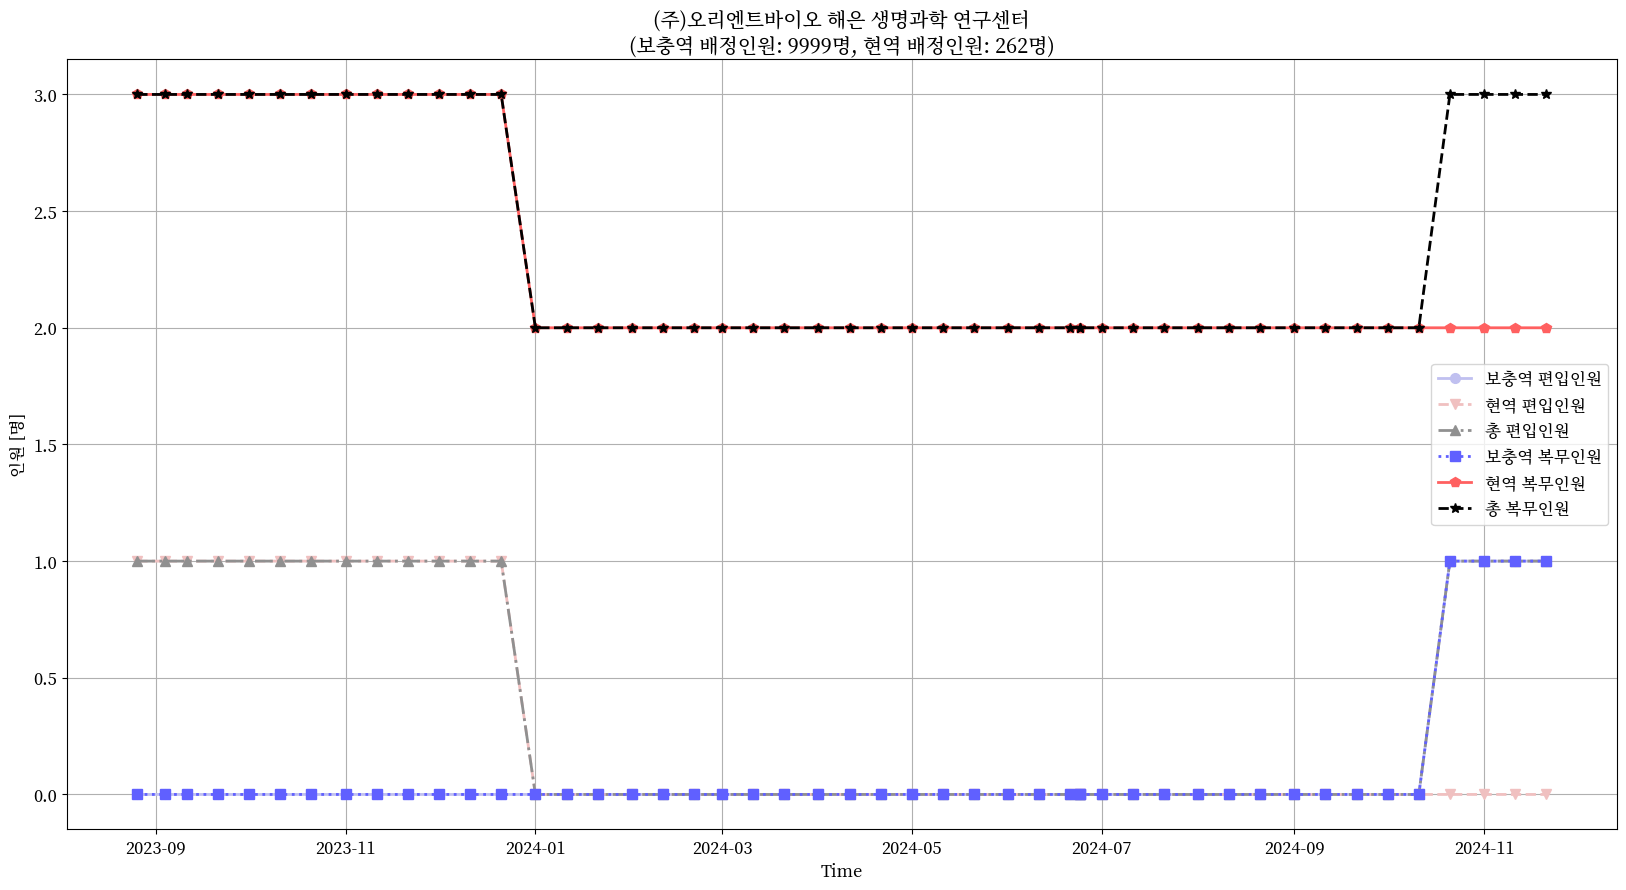 (주)오리엔트바이오 해은 생명과학 연구센터
(보충역 배정인원: 9999명, 현역 배정인원: 262명)
3.0
2.5
2.0
1.5
1.0
0.5
0.0
인원 [명]
보충역 편입인원
현역 편입인원
총 편입인원
보충역 복무인원
현역 복무인원
총 복무인원
2023-09
2023-11
2024-01
2024-03
2024-05
2024-07
2024-09
2024-11
Time